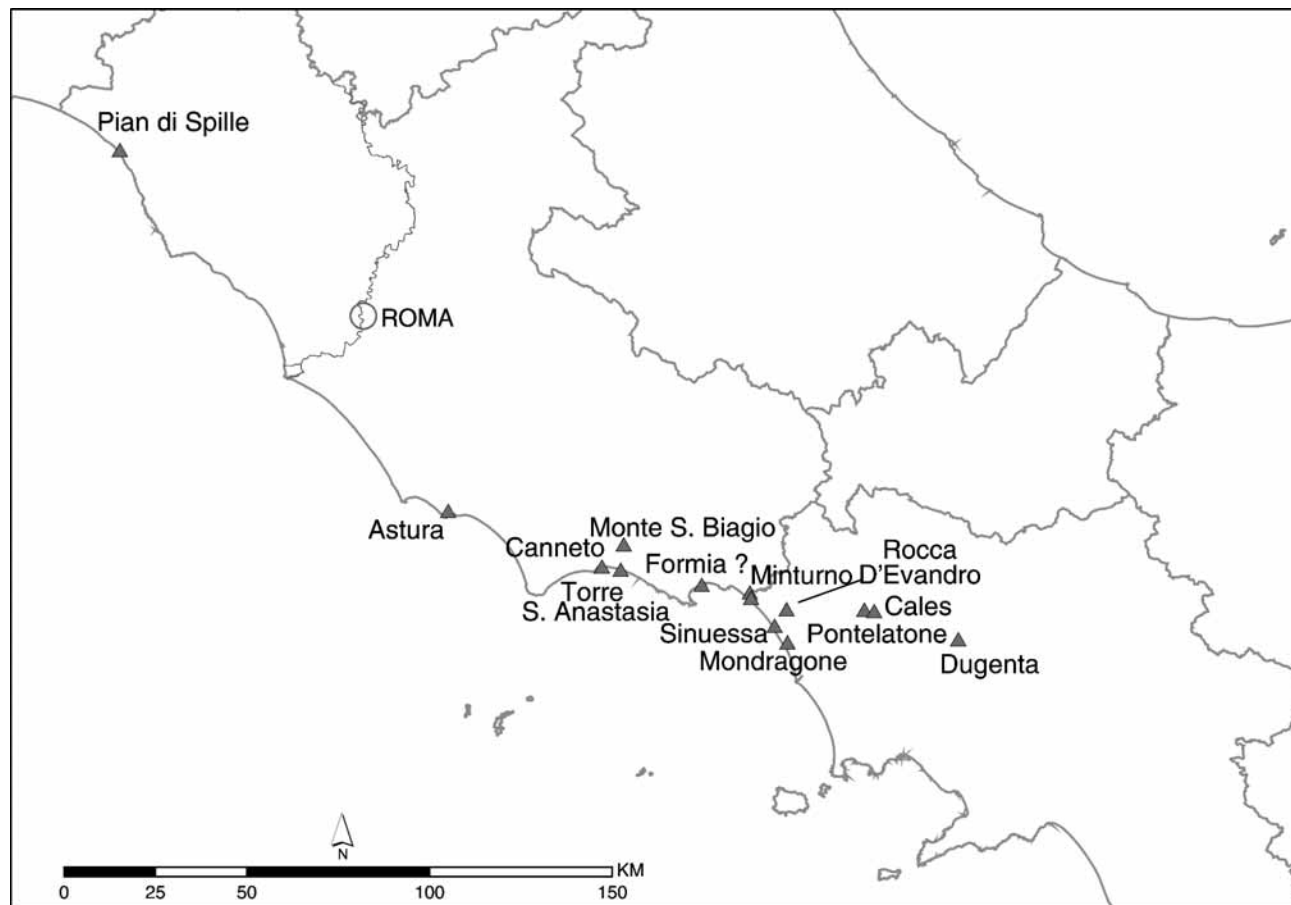 Pian di Spille
ROMA
Astura
Monte S. Biagio
Canneto
Formia ?
Rocca
Minturno D'Evandro
Torre
S. Anastasia
Cales
Sinuessa
Pontelatone
Mondragone
Dugenta
N
KM
0 25 50 100 150